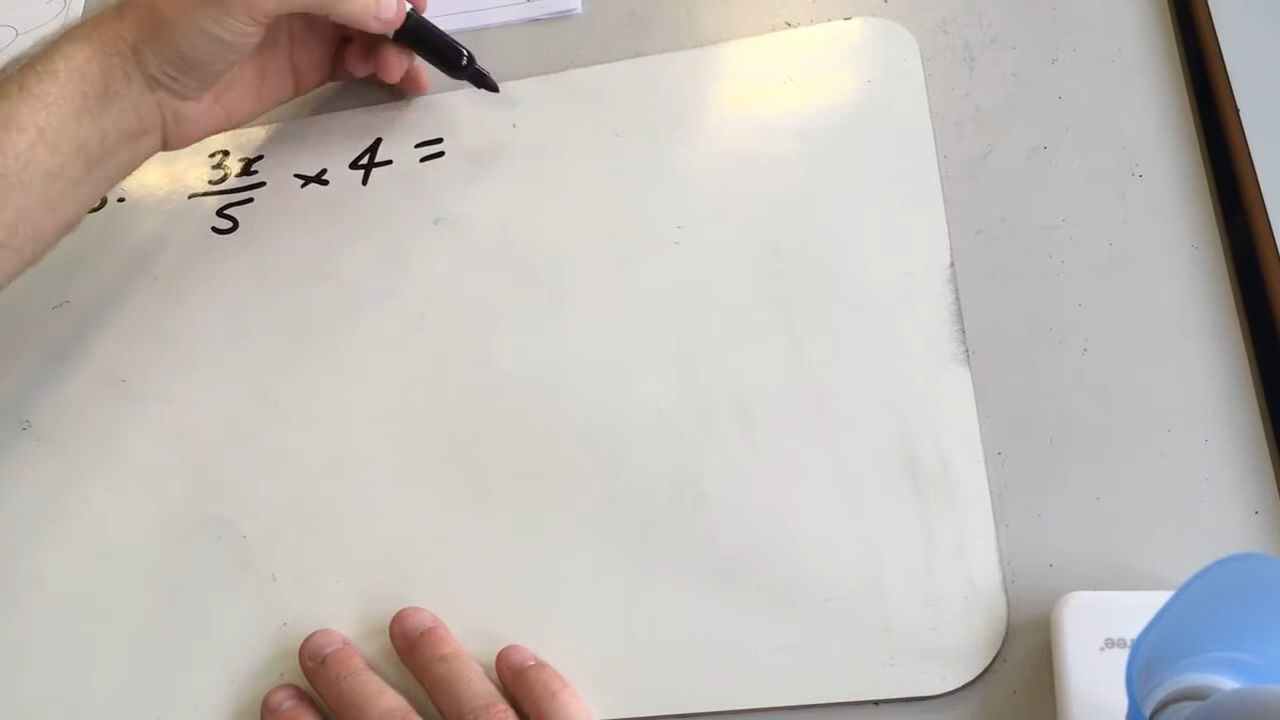 3x/5 × 4 =